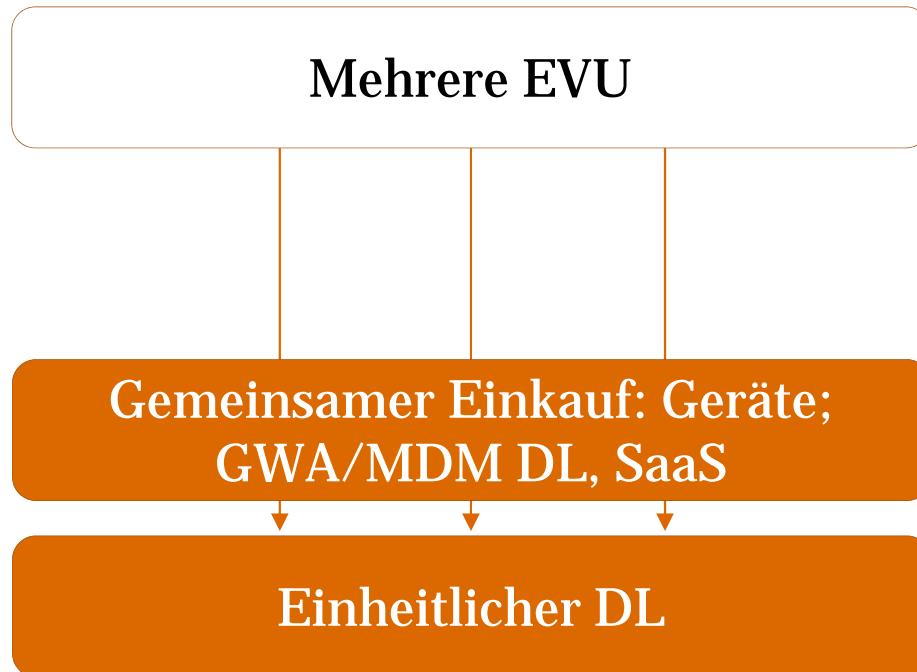 Mehrere EVU
Gemeinsamer Einkauf: Geräte;
GWA/MDM DL, SaaS
Einheitlicher DL